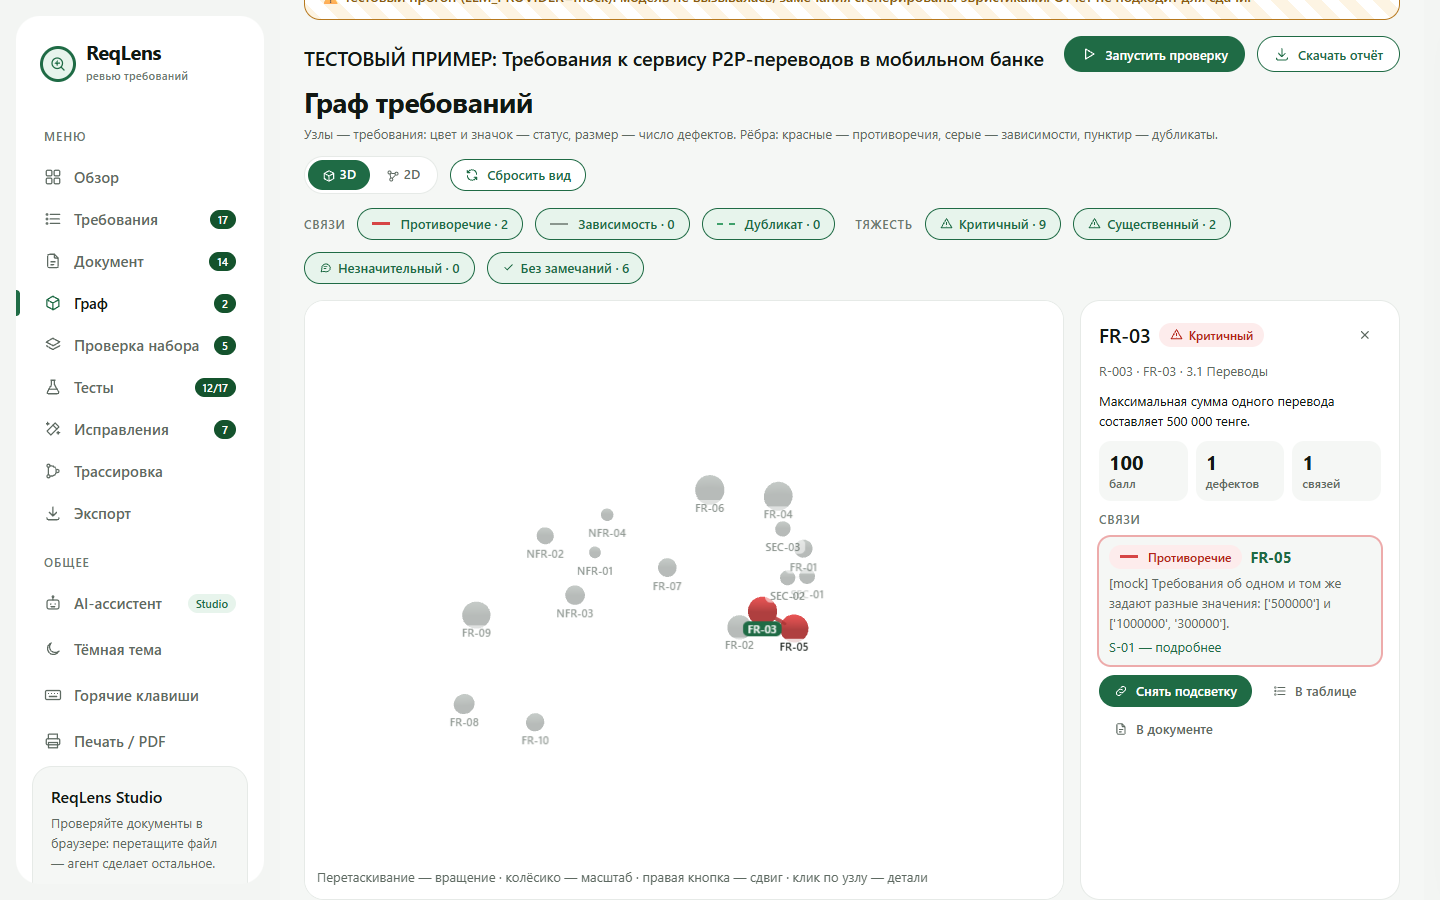 ReqLens
ревью требований
МЕНЮ
Обзор
Требования 17
Документ 14
Граф 2
Проверка набора 5
Тесты 12/17
Исправления 7
Трассировка
Экспорт
ОБЩЕЕ
AI-ассистент Studio
Тёмная тема
Горячие клавиши
Печать / PDF
ReqLens Studio
Проверяйте документы в
браузере: перетащите файл
— агент сделает остальное.
ТЕСТОВЫЙ ПРИМЕР: Требования к сервису P2P-переводов в мобильном банке
Запустить проверку
Скачать отчёт
Граф требований
Узлы — требования: цвет и значок — статус, размер — число дефектов. Рёбра: красные — противоречия, серые — зависимости, пунктир — дубликаты.
3D 2D Сбросить вид
СВЯЗИ Противоречие · 2 Зависимость · 0 Дубликат · 0 ТЯЖЕСТЬ Критичный · 9 Существенный · 2
Незначительный · 0 Без замечаний · 6
FR-06
FR-04
NFR-04
SEC-03
NFR-02
FR-01
NFR-01
FR-07
SEC-02
NFR-03
FR-03
FR-09
FR-02
FR-05
FR-08
FR-10
Перетаскивание — вращение · колёсико — масштаб · правая кнопка — сдвиг · клик по узлу — детали
FR-03 Критичный
R-003 · FR-03 · 3.1 Переводы
Максимальная сумма одного перевода
составляет 500 000 тенге.
100 1 1
балл дефектов связей
СВЯЗИ
Противоречие FR-05
[mock] Требования об одном и том же
задают разные значения: ['500000'] и
['1000000', '300000'].
S-01 — подробнее
Снять подсветку В таблице
В документе